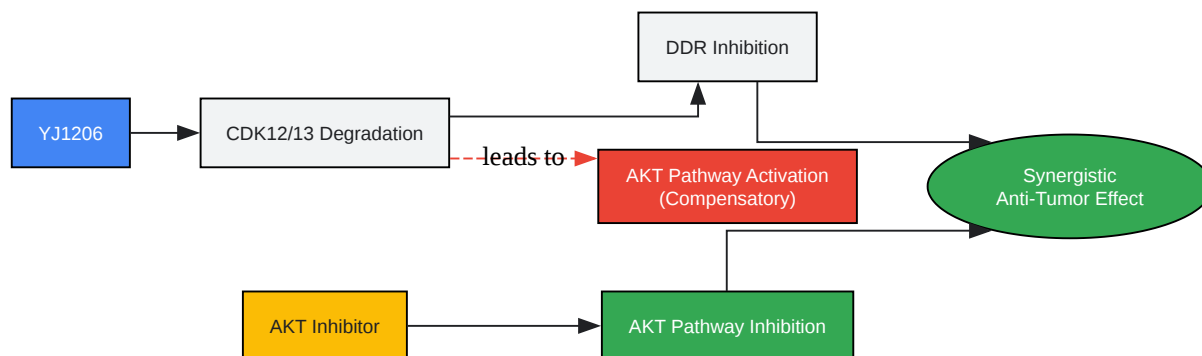 DDR Inhibition
YJ1206
CDK12/13 Degradation
leads to
AKT Pathway Activation
(Compensatory)
Synergistic
Anti-Tumor Effect
AKT Inhibitor
AKT Pathway Inhibition